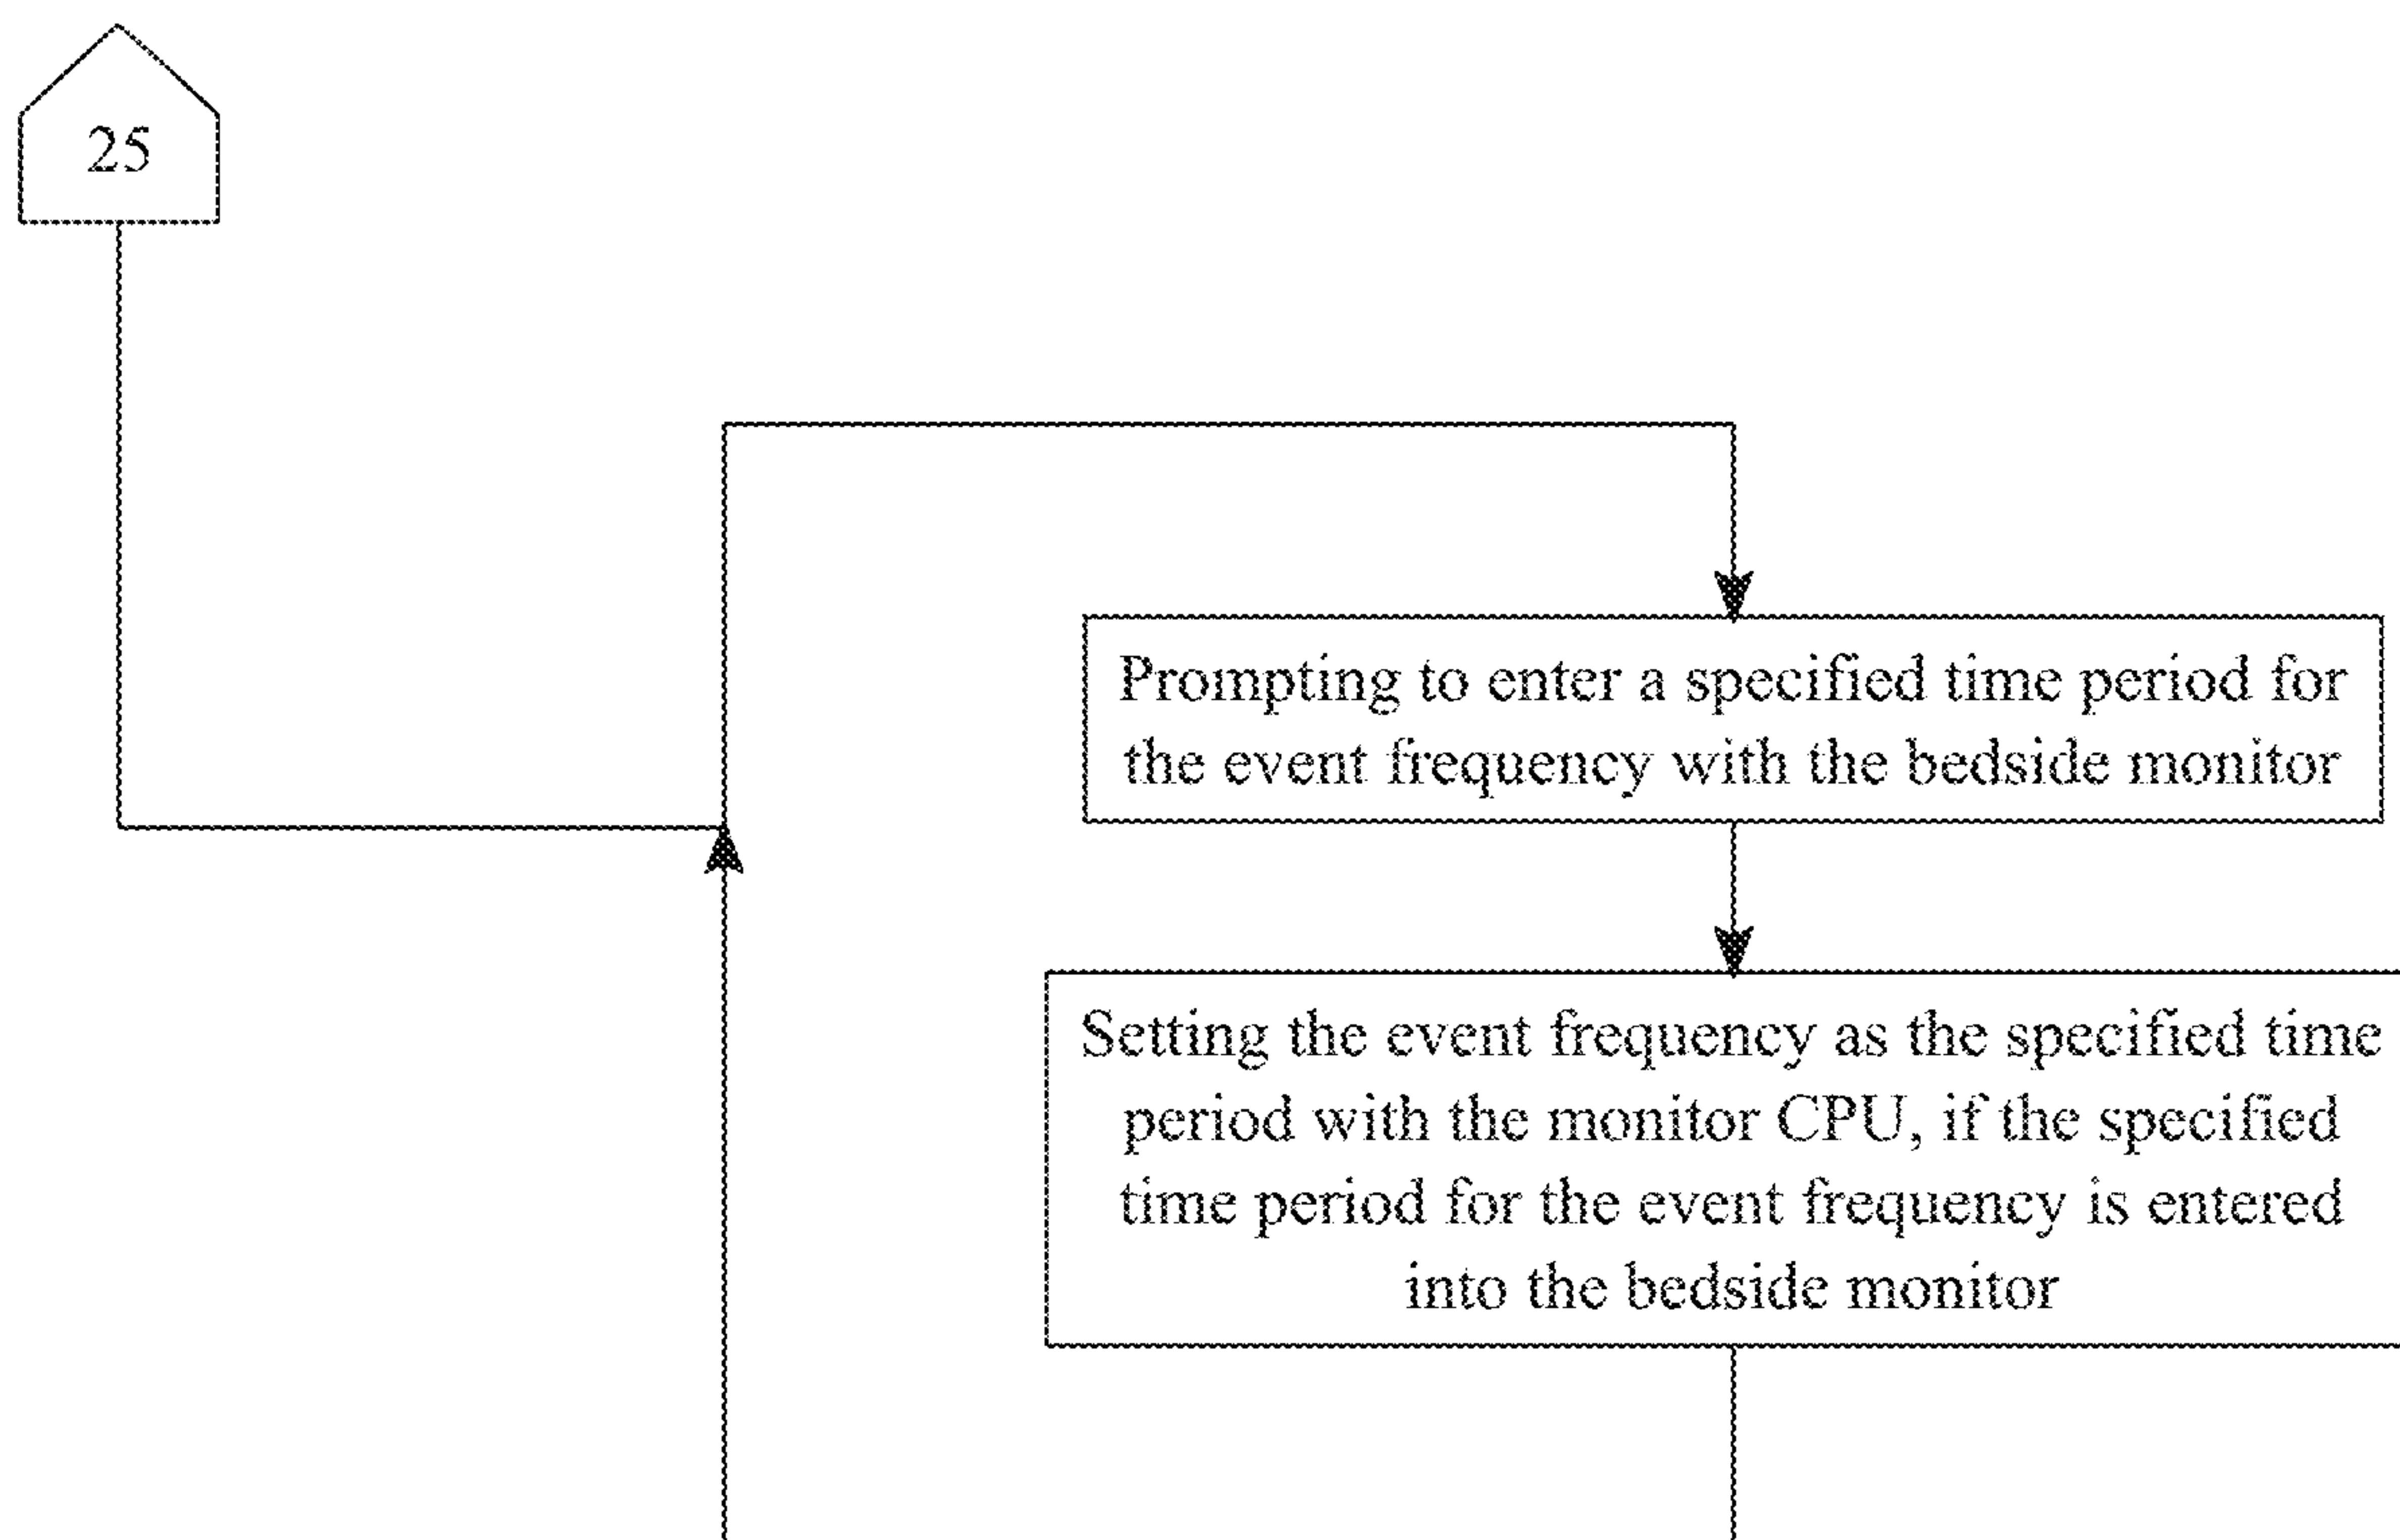 25
Prompting to enter a specified time period for
the event frequency with the bedside monitor
Setting the event frequency as the specified time
period with the monitor CPU, if the specified
time period for the event frequency is entered
into the bedside monitor